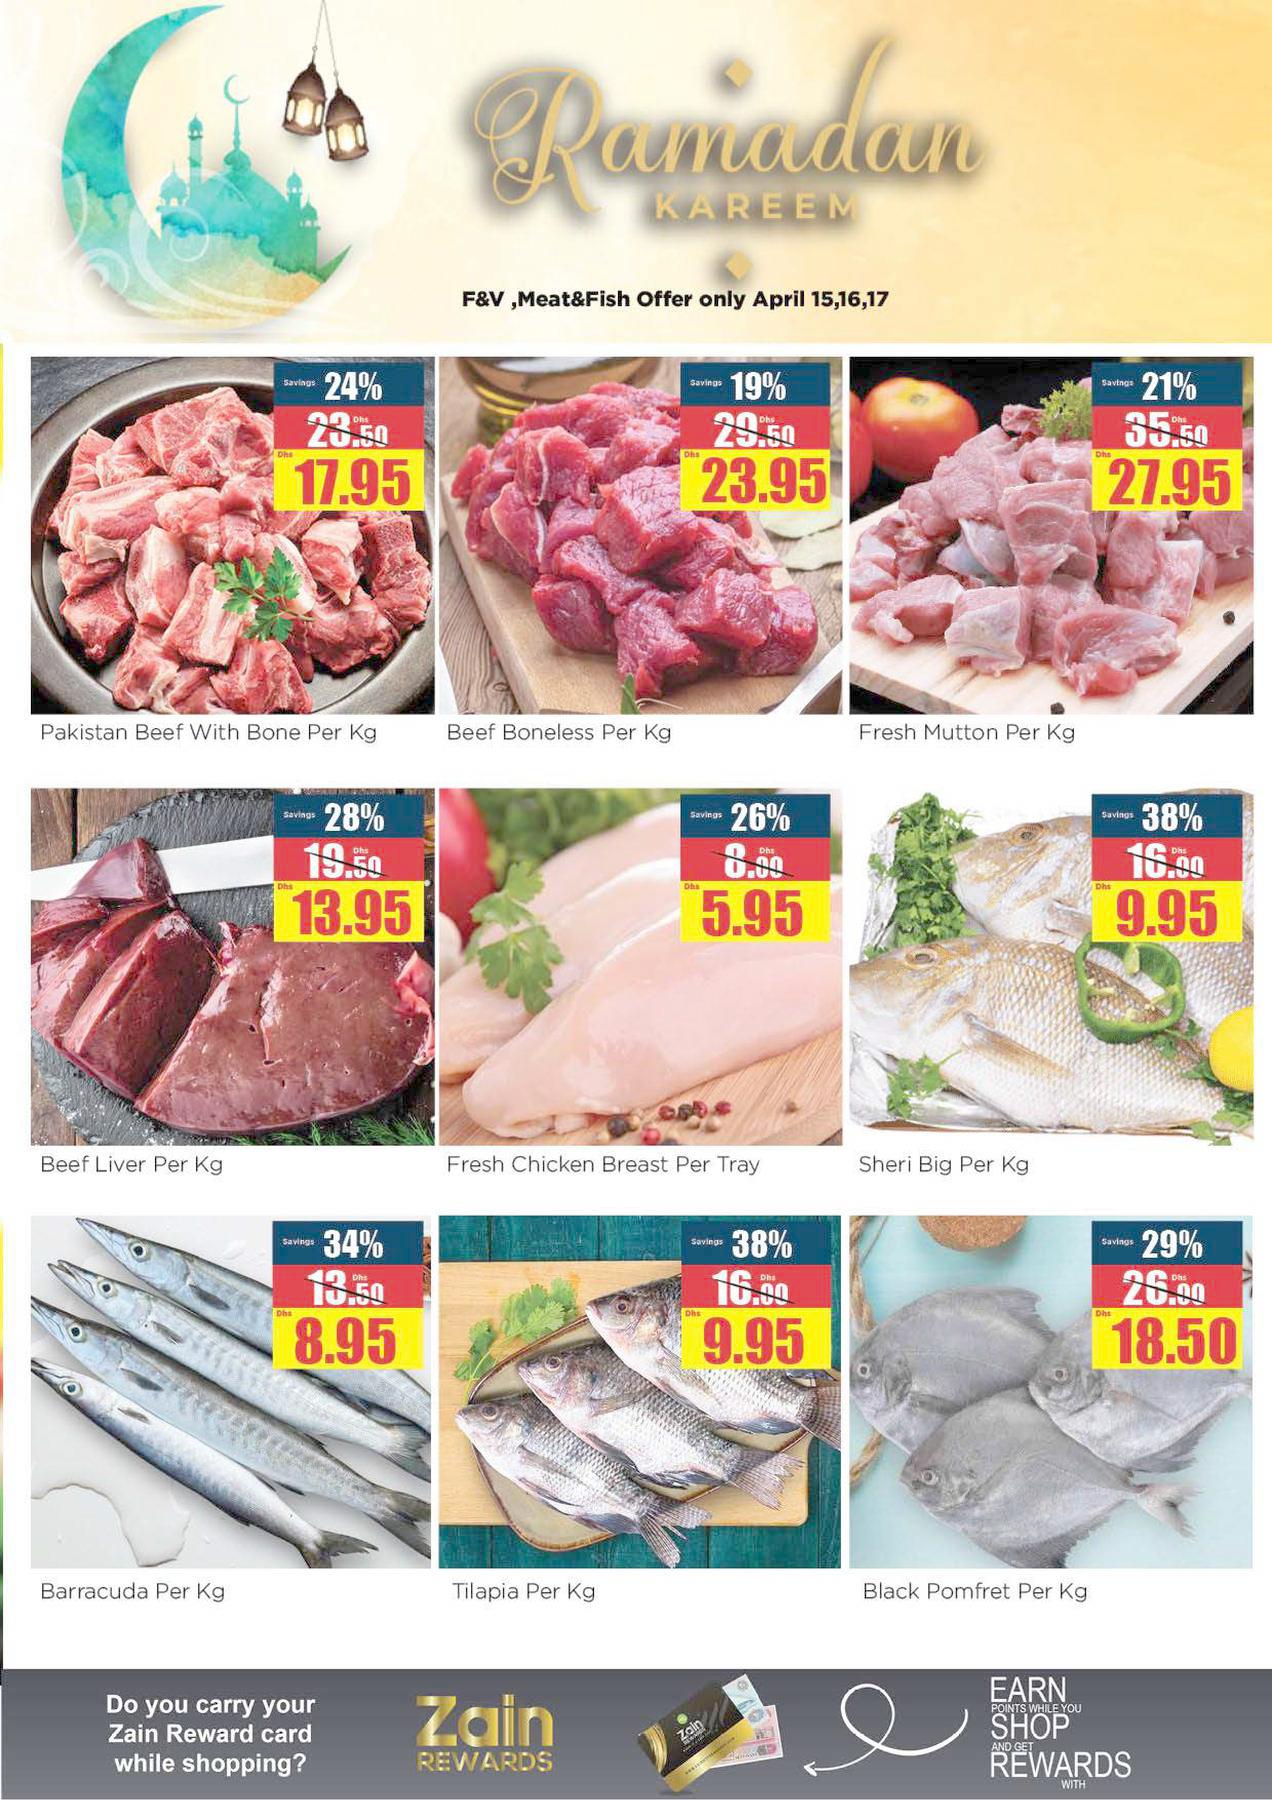 Ramadan
KAREEM
F&V ,Meat&Fish Offer only April 15,16,17
Savings 24%
Dhs 23.50
Dhs 17.95
Pakistan Beef With Bone Per Kg
Savings 19%
Dhs 29.50
Dhs 23.95
Beef Boneless Per Kg
Savings 21%
Dhs 35.50
Dhs 27.95
Fresh Mutton Per Kg
Savings 28%
Dhs 19.50
Dhs 13.95
Beef Liver Per Kg
Savings 26%
Dhs 8.00
Dhs 5.95
Fresh Chicken Breast Per Tray
Savings 38%
Dhs 16.00
Dhs 9.95
Sheri Big Per Kg
Savings 34%
Dhs 13.50
Dhs 8.95
Barracuda Per Kg
Savings 38%
Dhs 16.00
Dhs 9.95
Tilapia Per Kg
Savings 29%
Dhs 26.00
Dhs 18.50
Black Pomfret Per Kg
Do you carry your
Zain Reward card
while shopping?
Zain
REWARDS
Zain
EARN
POINTS WHILE YOU
SHOP
AND GET
REWARDS
WITH